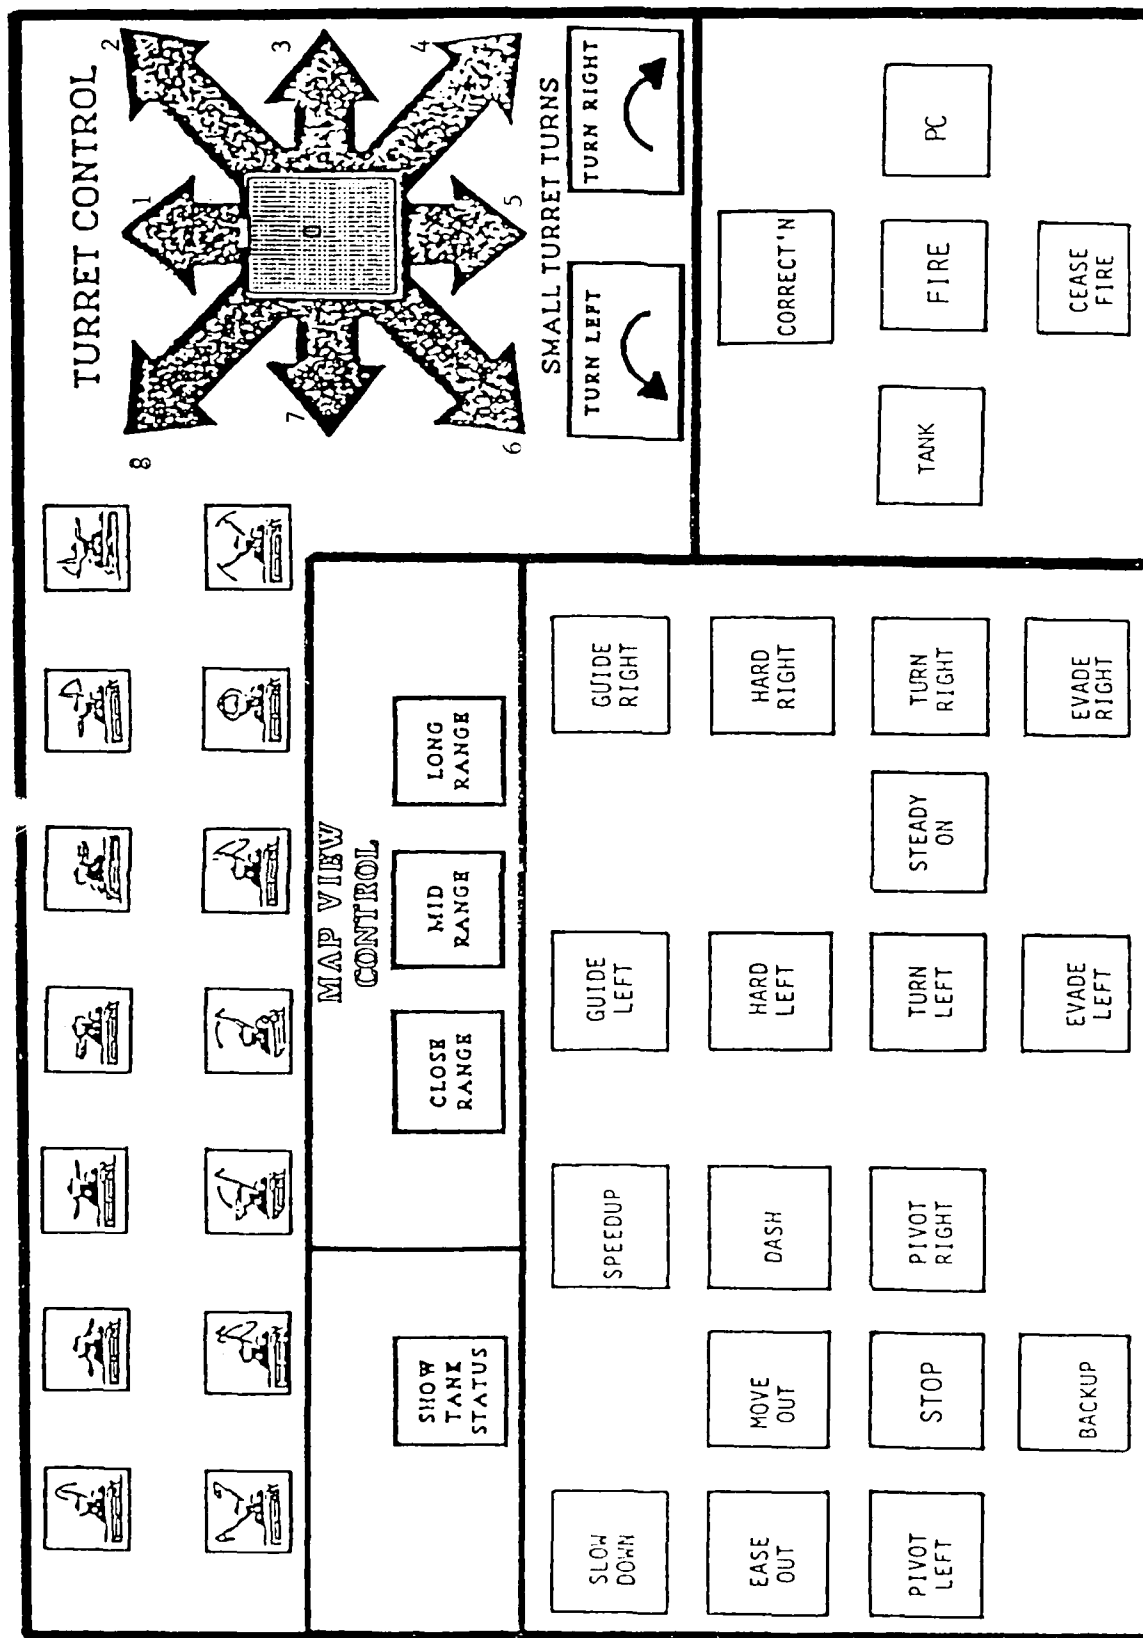 TURRET CONTROL
8
1
2
7
0
3
6
5
4
SMALL TURRET TURNS
TURN LEFT
TURN RIGHT
MAP VIEW
CONTROL
SHOW
TANK
STATUS
CLOSE
RANGE
MID
RANGE
LONG
RANGE
SLOW
DOWN
SPEEDUP
GUIDE
LEFT
GUIDE
RIGHT
EASE
OUT
MOVE
OUT
DASH
HARD
LEFT
HARD
RIGHT
PIVOT
LEFT
STOP
PIVOT
RIGHT
TURN
LEFT
STEADY
ON
TURN
RIGHT
BACKUP
EVADE
LEFT
EVADE
RIGHT
CORRECT'N
TANK
FIRE
PC
CEASE
FIRE